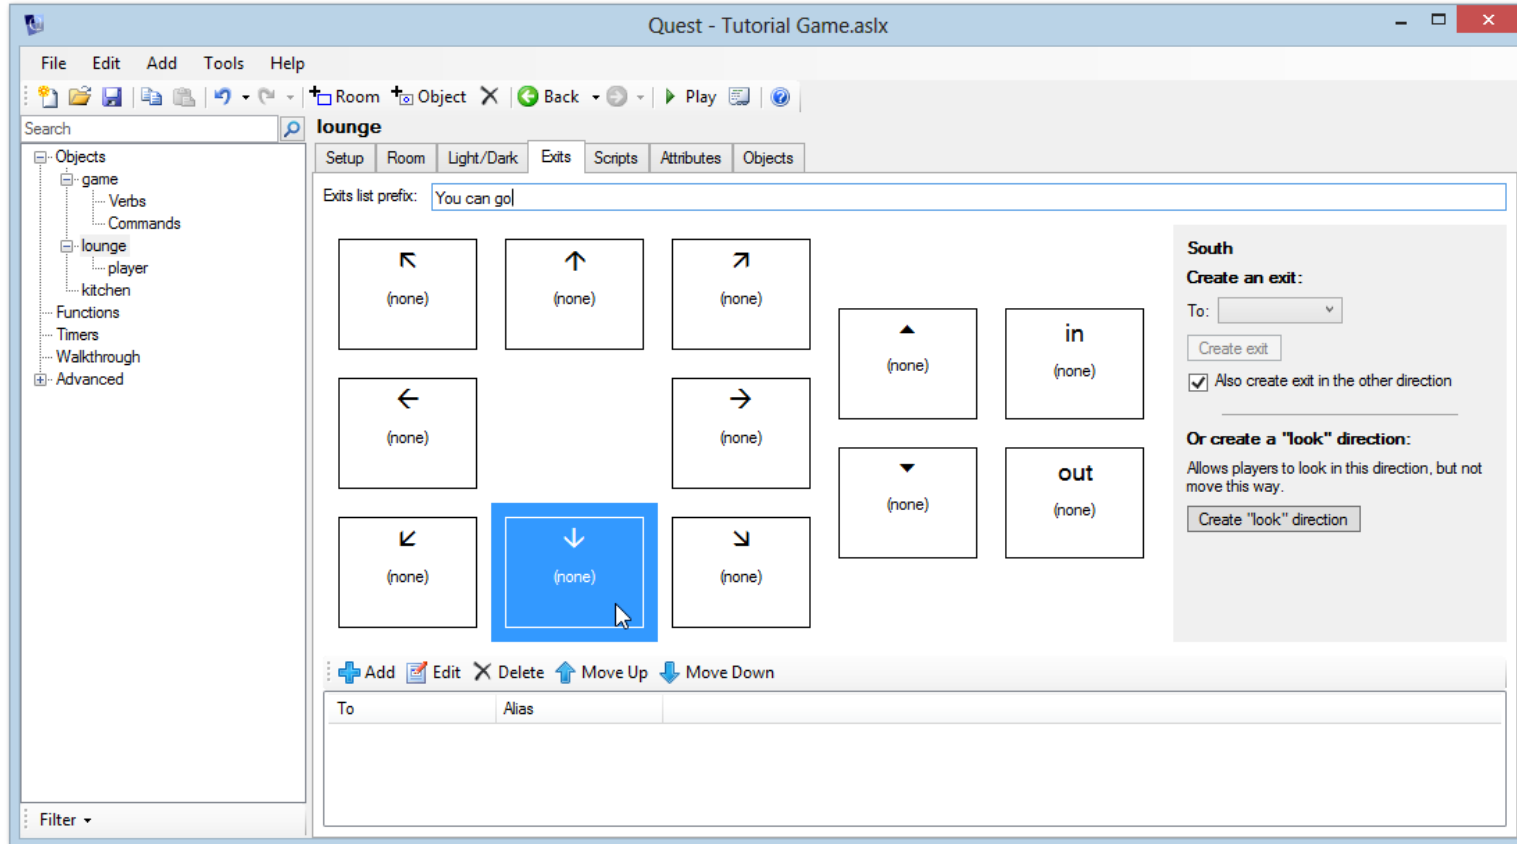 Quest - Tutorial Game.aslx
File Edit Add Tools Help
Room Object Back Play
Search
Objects
game
Verbs
Commands
lounge
player
kitchen
Functions
Timers
Walkthrough
Advanced
Filter
lounge
Setup Room Light/Dark Exits Scripts Attributes Objects
Exits list prefix: You can go
(none) (none) (none)
(none) (none)
(none) (none) (none)
(none)
in
(none)
(none)
out
(none)
South
Create an exit:
To:
Create exit
Also create exit in the other direction
Or create a "look" direction:
Allows players to look in this direction, but not
move this way.
Create "look" direction
Add Edit Delete Move Up Move Down
To Alias